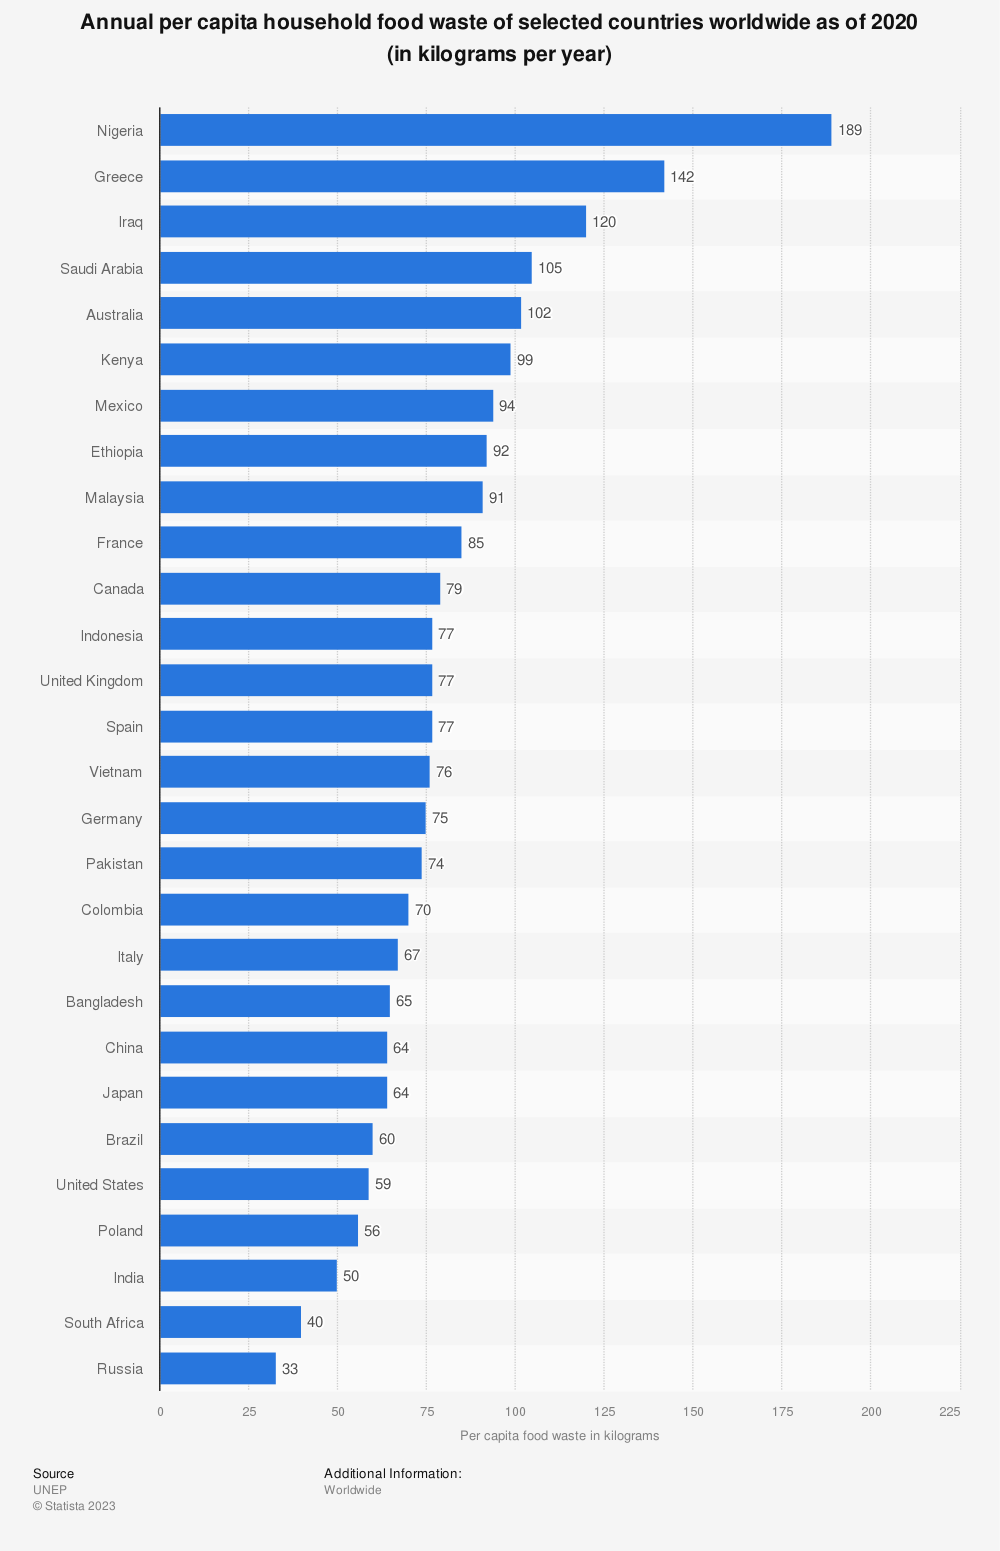 Annual per capita household food waste of selected countries worldwide as of 2020
(in kilograms per year)
Nigeria 189
Greece 142
Iraq 120
Saudi Arabia 105
Australia 102
Kenya 99
Mexico 94
Ethiopia 92
Malaysia 91
France 85
Canada 79
Indonesia 77
United Kingdom 77
Spain 77
Vietnam 76
Germany 75
Pakistan 74
Colombia 70
Italy 67
Bangladesh 65
China 64
Japan 64
Brazil 60
United States 59
Poland 56
India 50
South Africa 40
Russia 33
0 25 50 75 100 125 150 175 200 225
Per capita food waste in kilograms
Source
UNEP
© Statista 2023
Additional Information:
Worldwide